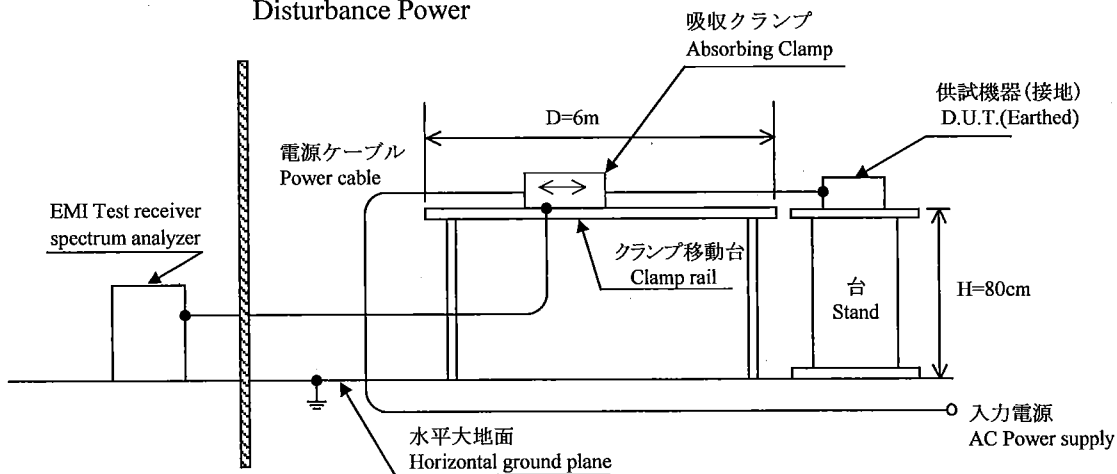 Disturbance Power
吸収クランプ
Absorbing Clamp
供試機器(接地)
D.U.T.(Earthed)
D=6m
電源ケーブル
Power cable
EMI Test receiver
spectrum analyzer
クランプ移動台
Clamp rail
台
Stand
H=80cm
水平大地面
Horizontal ground plane
入力電源
AC Power supply